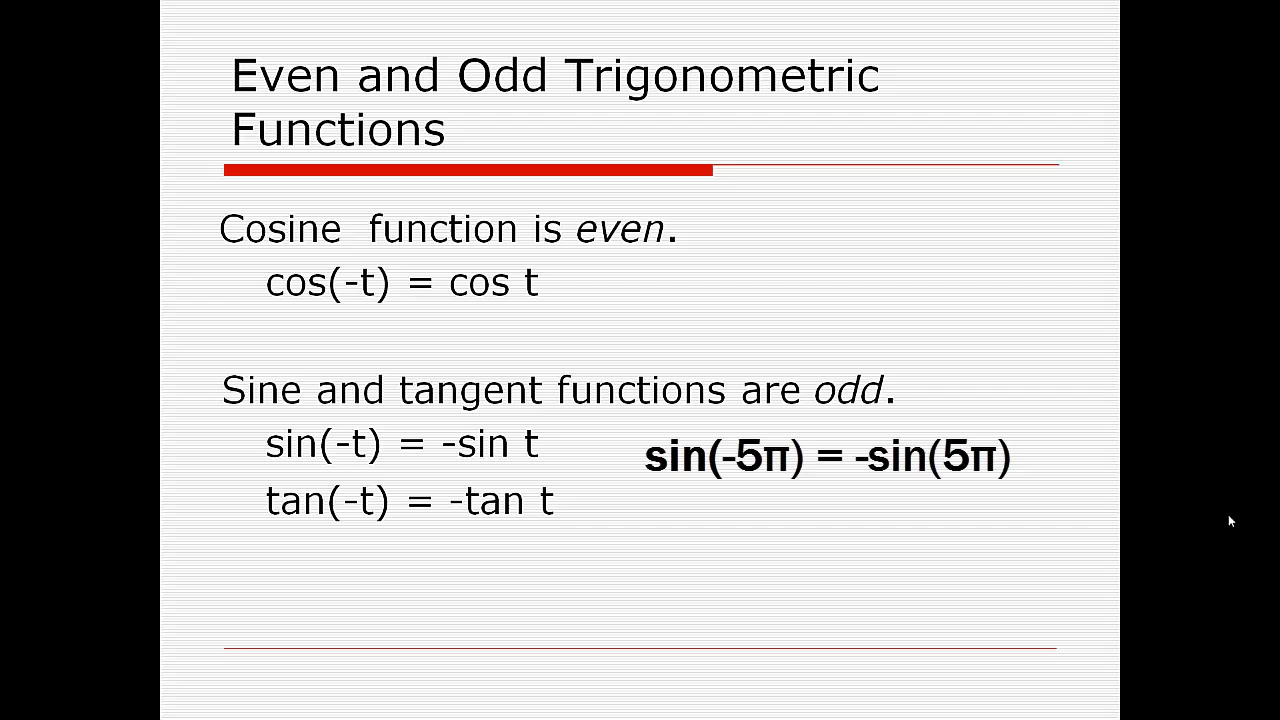 Even and Odd Trigonometric
Functions
Cosine function is even.
cos(-t) = cos t
Sine and tangent functions are odd.
sin(-t) = -sin t
sin(-5π) = -sin(5π)
tan(-t) = -tan t